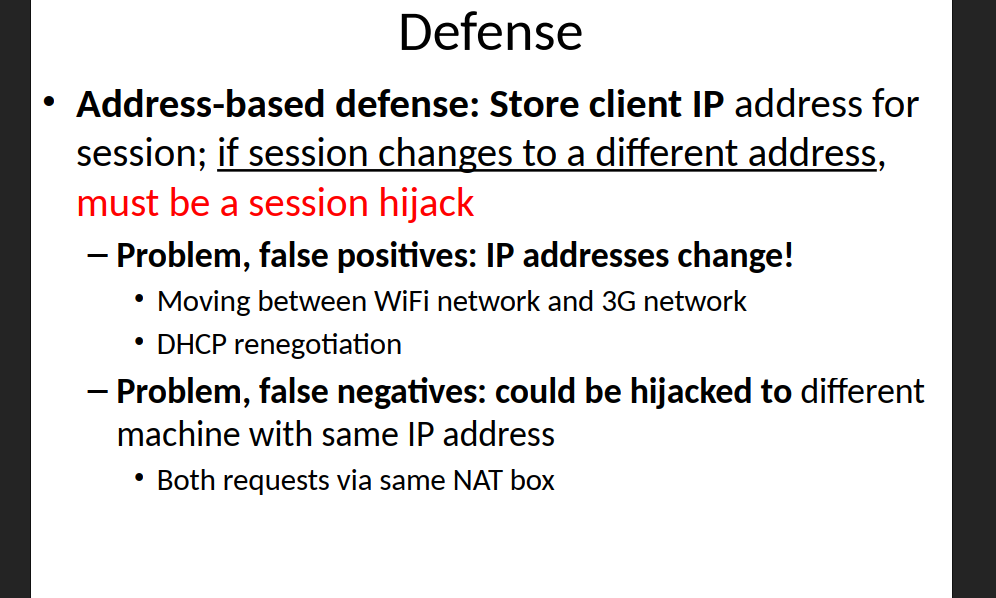 Defense
• Address-based defense: Store client IP address for
session; if session changes to a different address,
must be a session hijack
– Problem, false positives: IP addresses change!
• Moving between WiFi network and 3G network
• DHCP renegotiation
– Problem, false negatives: could be hijacked to different
machine with same IP address
• Both requests via same NAT box